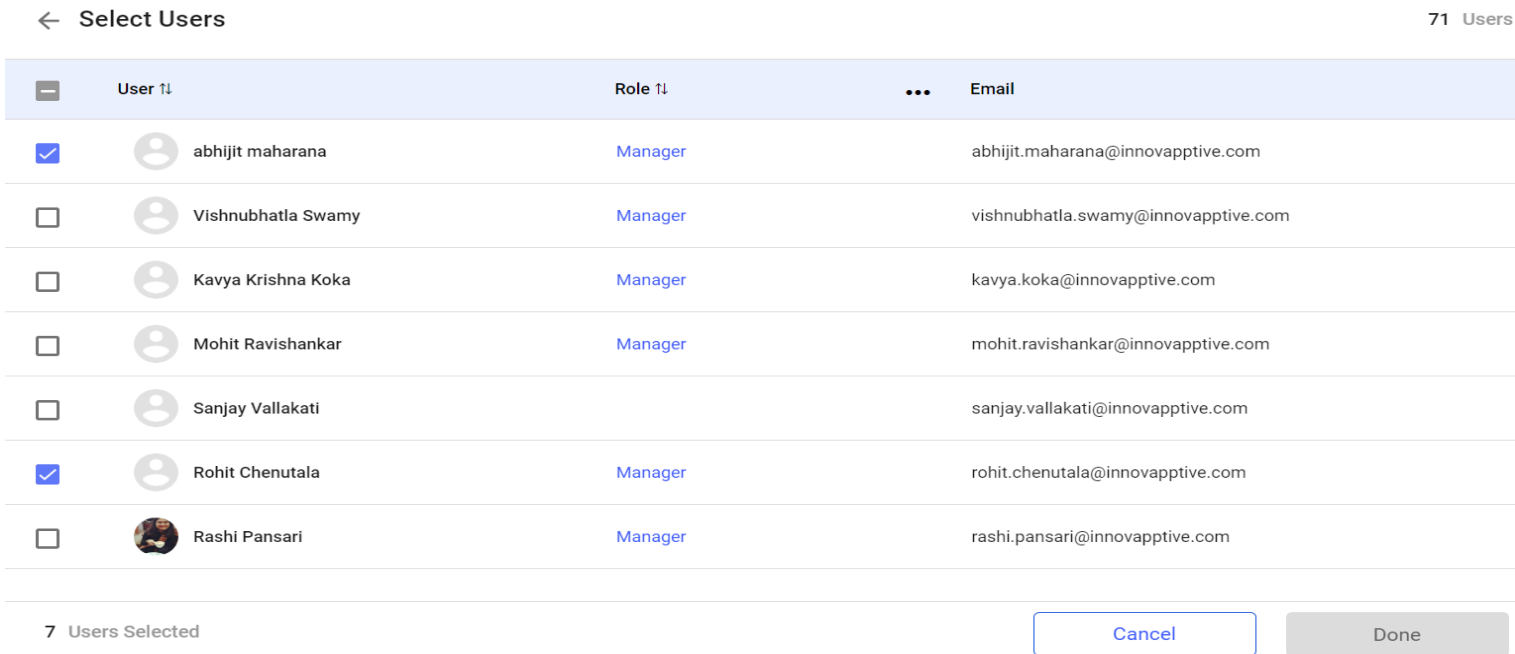 Select Users 71 Users
User Role ••• Email
abhijit maharana Manager abhijit.maharana@innovapptive.com
Vishnubhatla Swamy Manager vishnubhatla.swamy@innovapptive.com
Kavya Krishna Koka Manager kavya.koka@innovapptive.com
Mohit Ravishankar Manager mohit.ravishankar@innovapptive.com
Sanjay Vallakati sanjay.vallakati@innovapptive.com
Rohit Chenutala Manager rohit.chenutala@innovapptive.com
Rashi Pansari Manager rashi.pansari@innovapptive.com
7 Users Selected Cancel Done